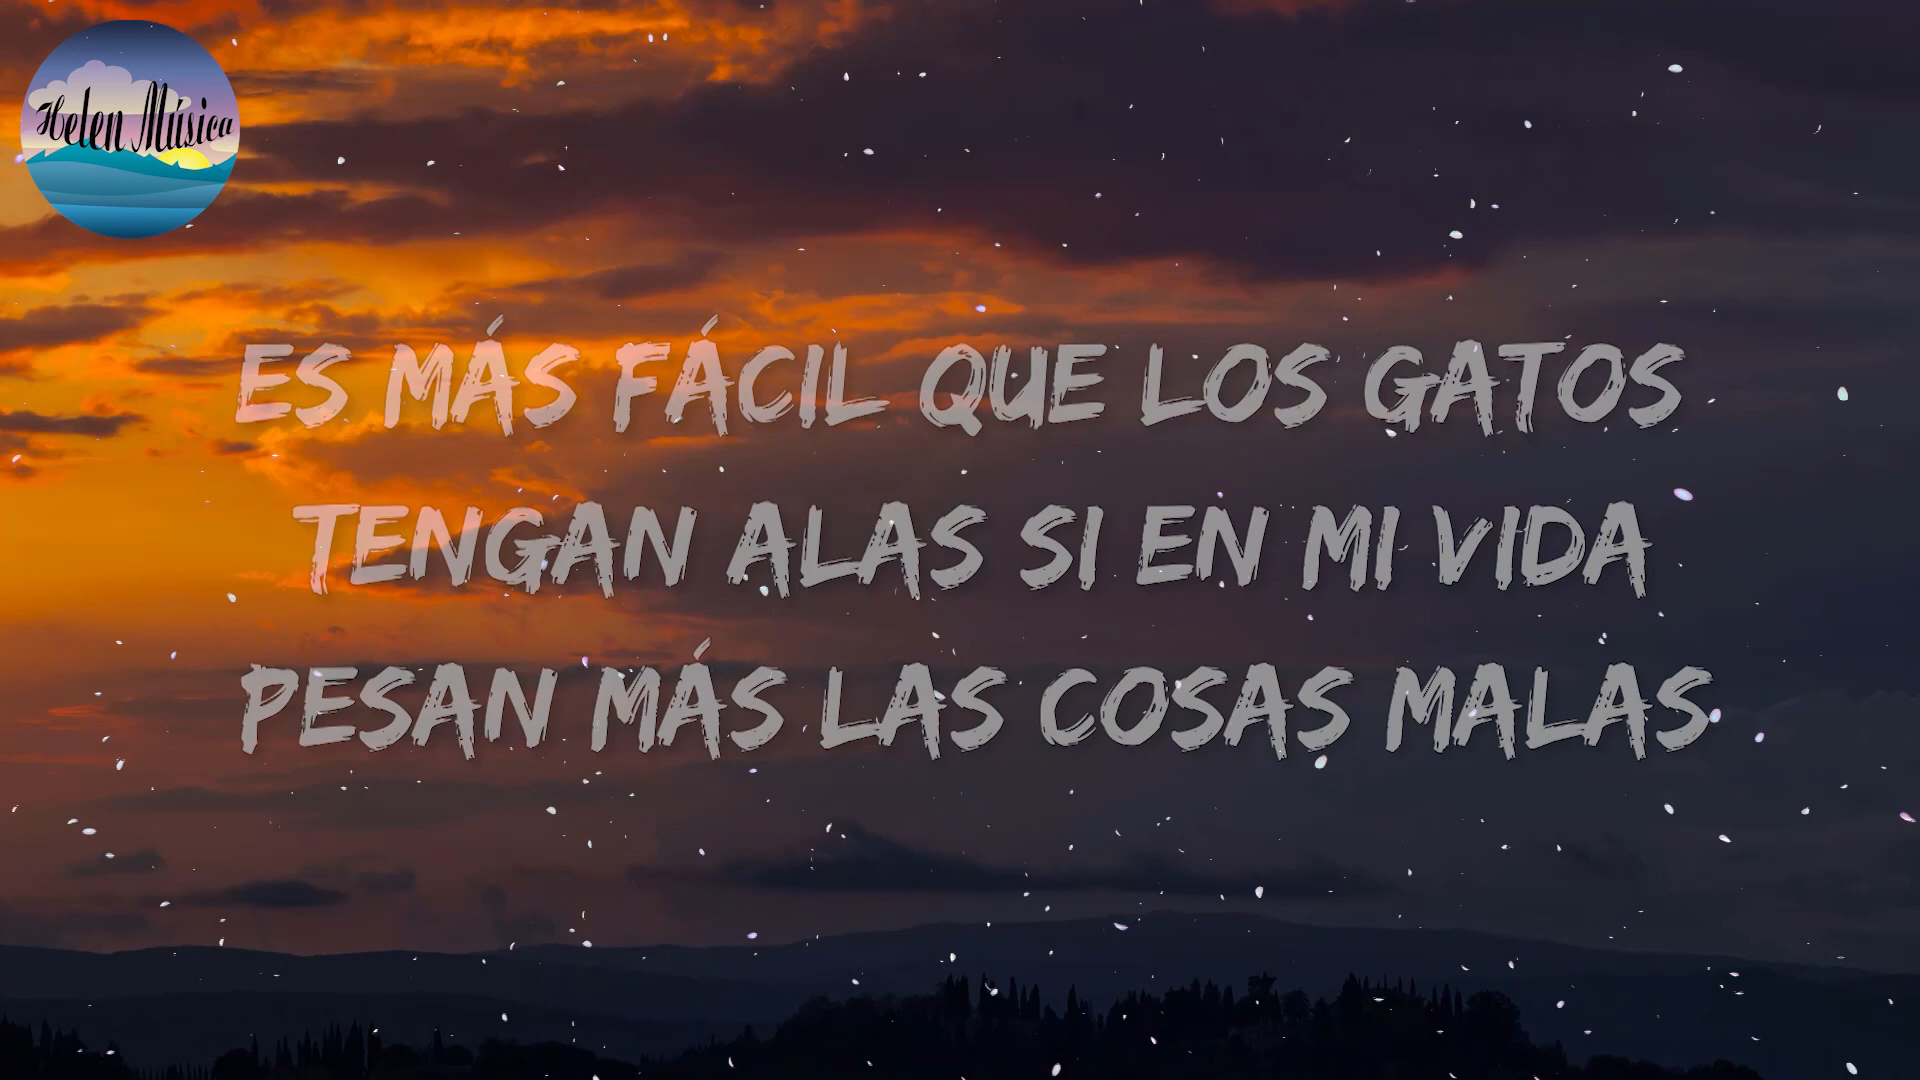 Helen Música
ES MÁS FÁCIL QUE LOS GATOS
TENGAN ALAS SI EN MI VIDA
PESAN MÁS LAS COSAS MALAS